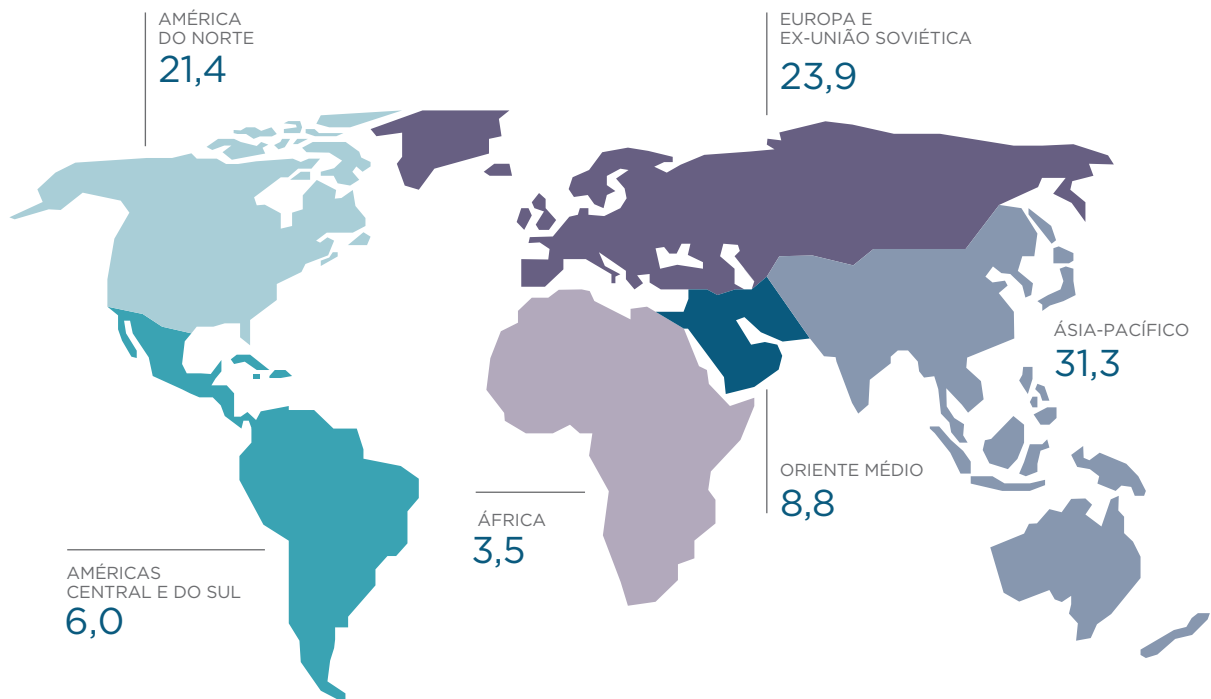 AMÉRICA
DO NORTE
21,4
EUROPA E
EX-UNIÃO SOVIÉTICA
23,9
ÁSIA-PACÍFICO
31,3
ORIENTE MÉDIO
8,8
ÁFRICA
3,5
AMÉRICAS
CENTRAL E DO SUL
6,0